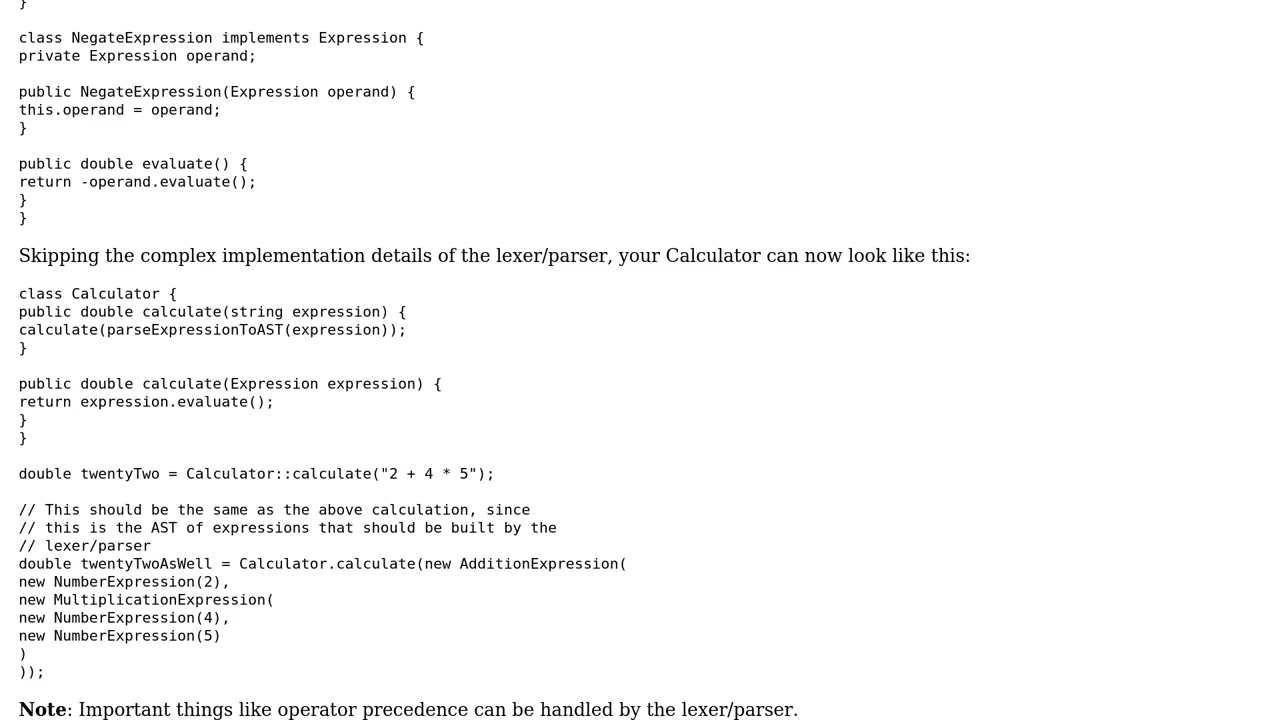 }
class NegateExpression implements Expression {
private Expression operand;
public NegateExpression(Expression operand) {
this.operand = operand;
}
public double evaluate() {
return -operand.evaluate();
}
}
Skipping the complex implementation details of the lexer/parser, your Calculator can now look like this:
class Calculator {
public double calculate(string expression) {
calculate(parseExpressionToAST(expression));
}
public double calculate(Expression expression) {
return expression.evaluate();
}
}
double twentyTwo = Calculator::calculate("2 + 4 * 5");
// This should be the same as the above calculation, since
// this is the AST of expressions that should be built by the
// lexer/parser
double twentyTwoAsWell = Calculator.calculate(new AdditionExpression(
new NumberExpression(2),
new MultiplicationExpression(
new NumberExpression(4),
new NumberExpression(5)
)
));
Note: Important things like operator precedence can be handled by the lexer/parser.